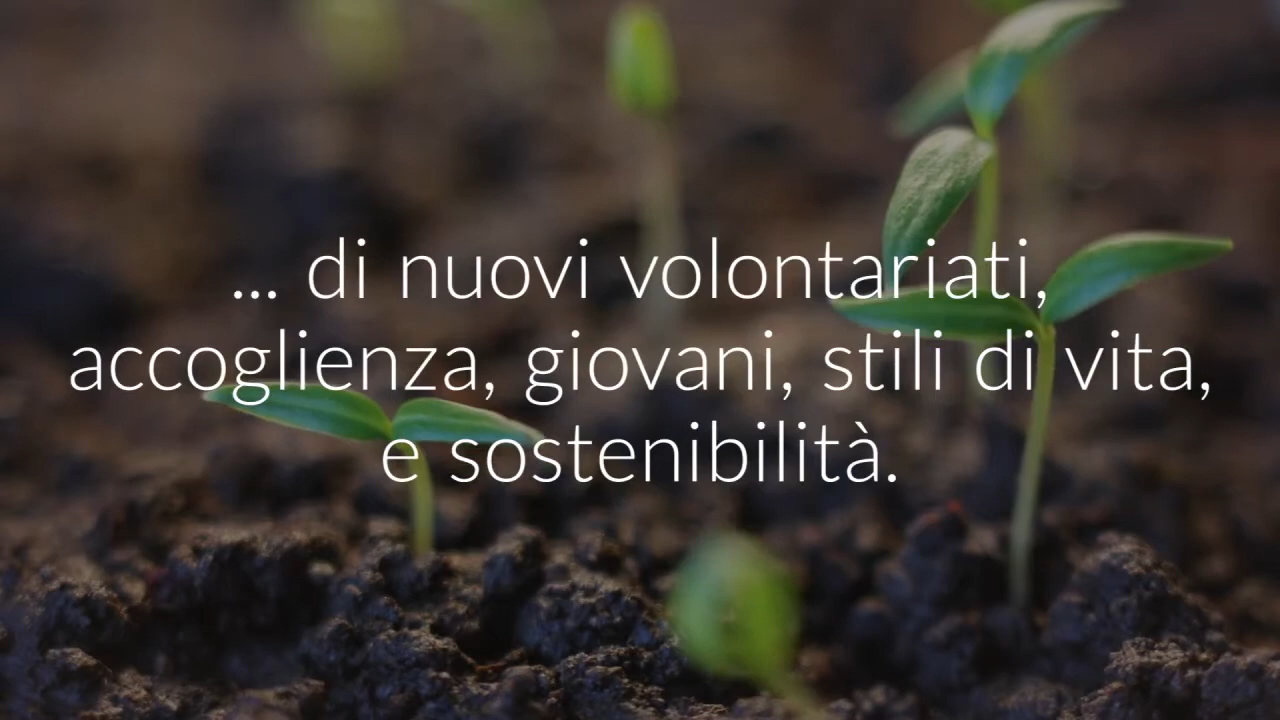 ... di nuovi volontariati,
accoglienza, giovani, stili di vita,
e sostenibilità.